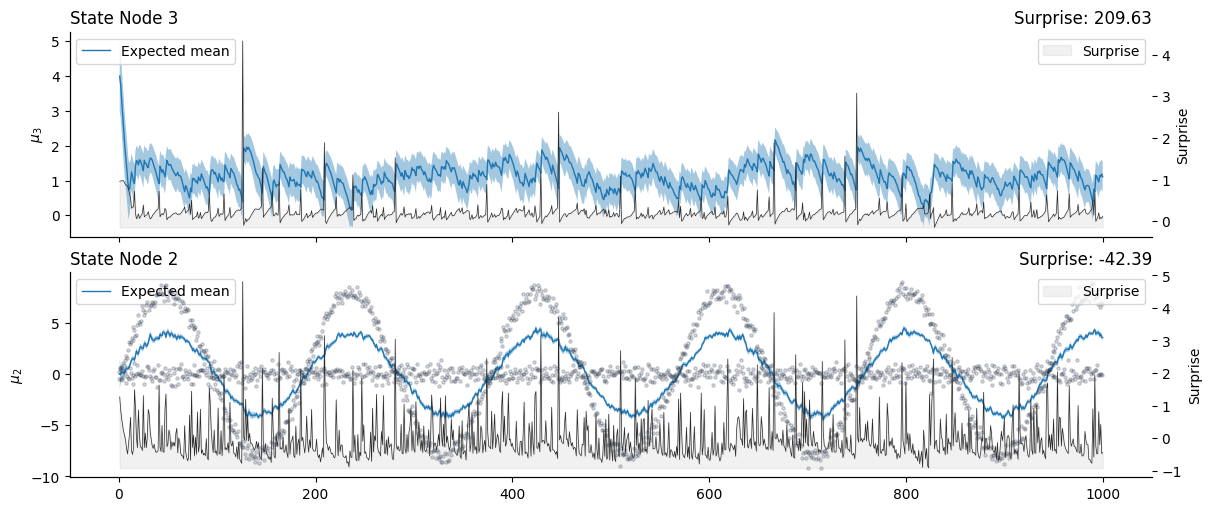 State Node 3
Surprise: 209.63
Expected mean
Surprise
5
4
3
2
1
0
μ3
4
3
2
1
0
Surprise
State Node 2
Surprise: -42.39
Expected mean
Surprise
5
0
−5
−10
μ2
5
4
3
2
1
0
−1
Surprise
0
200
400
600
800
1000